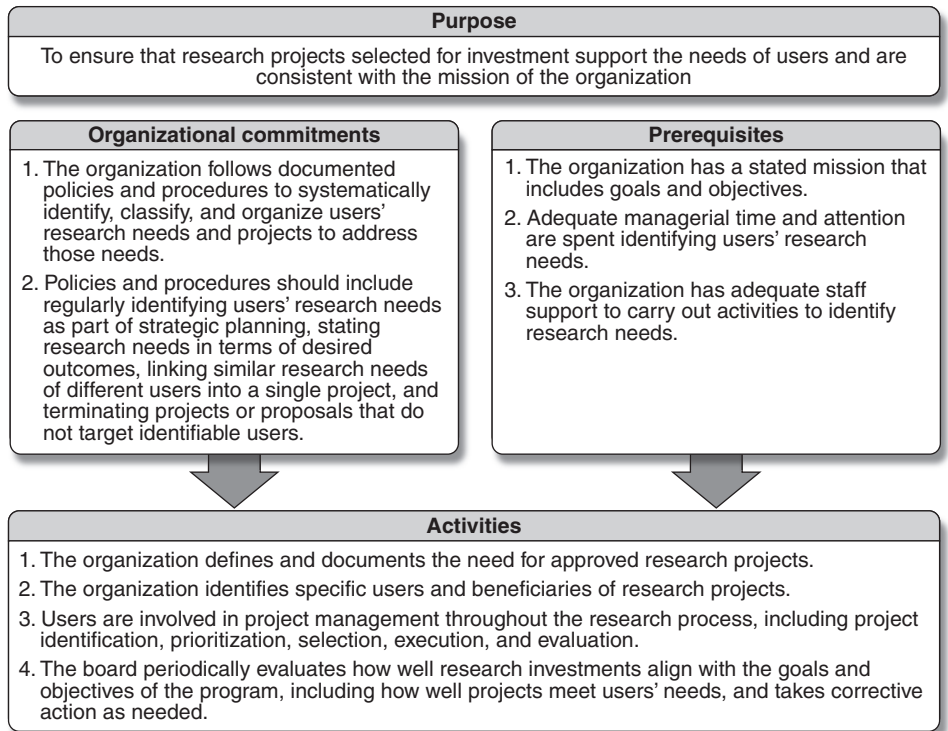 Purpose
To ensure that research projects selected for investment support the needs of users and are
consistent with the mission of the organization
Organizational commitments
1. The organization follows documented
policies and procedures to systematically
identify, classify, and organize users'
research needs and projects to address
those needs.
2. Policies and procedures should include
regularly identifying users' research needs
as part of strategic planning, stating
research needs in terms of desired
outcomes, linking similar research needs
of different users into a single project, and
terminating projects or proposals that do
not target identifiable users.
Prerequisites
1. The organization has a stated mission that
includes goals and objectives.
2. Adequate managerial time and attention
are spent identifying users' research
needs.
3. The organization has adequate staff
support to carry out activities to identify
research needs.
Activities
1. The organization defines and documents the need for approved research projects.
2. The organization identifies specific users and beneficiaries of research projects.
3. Users are involved in project management throughout the research process, including project
identification, prioritization, selection, execution, and evaluation.
4. The board periodically evaluates how well research investments align with the goals and
objectives of the program, including how well projects meet users' needs, and takes corrective
action as needed.